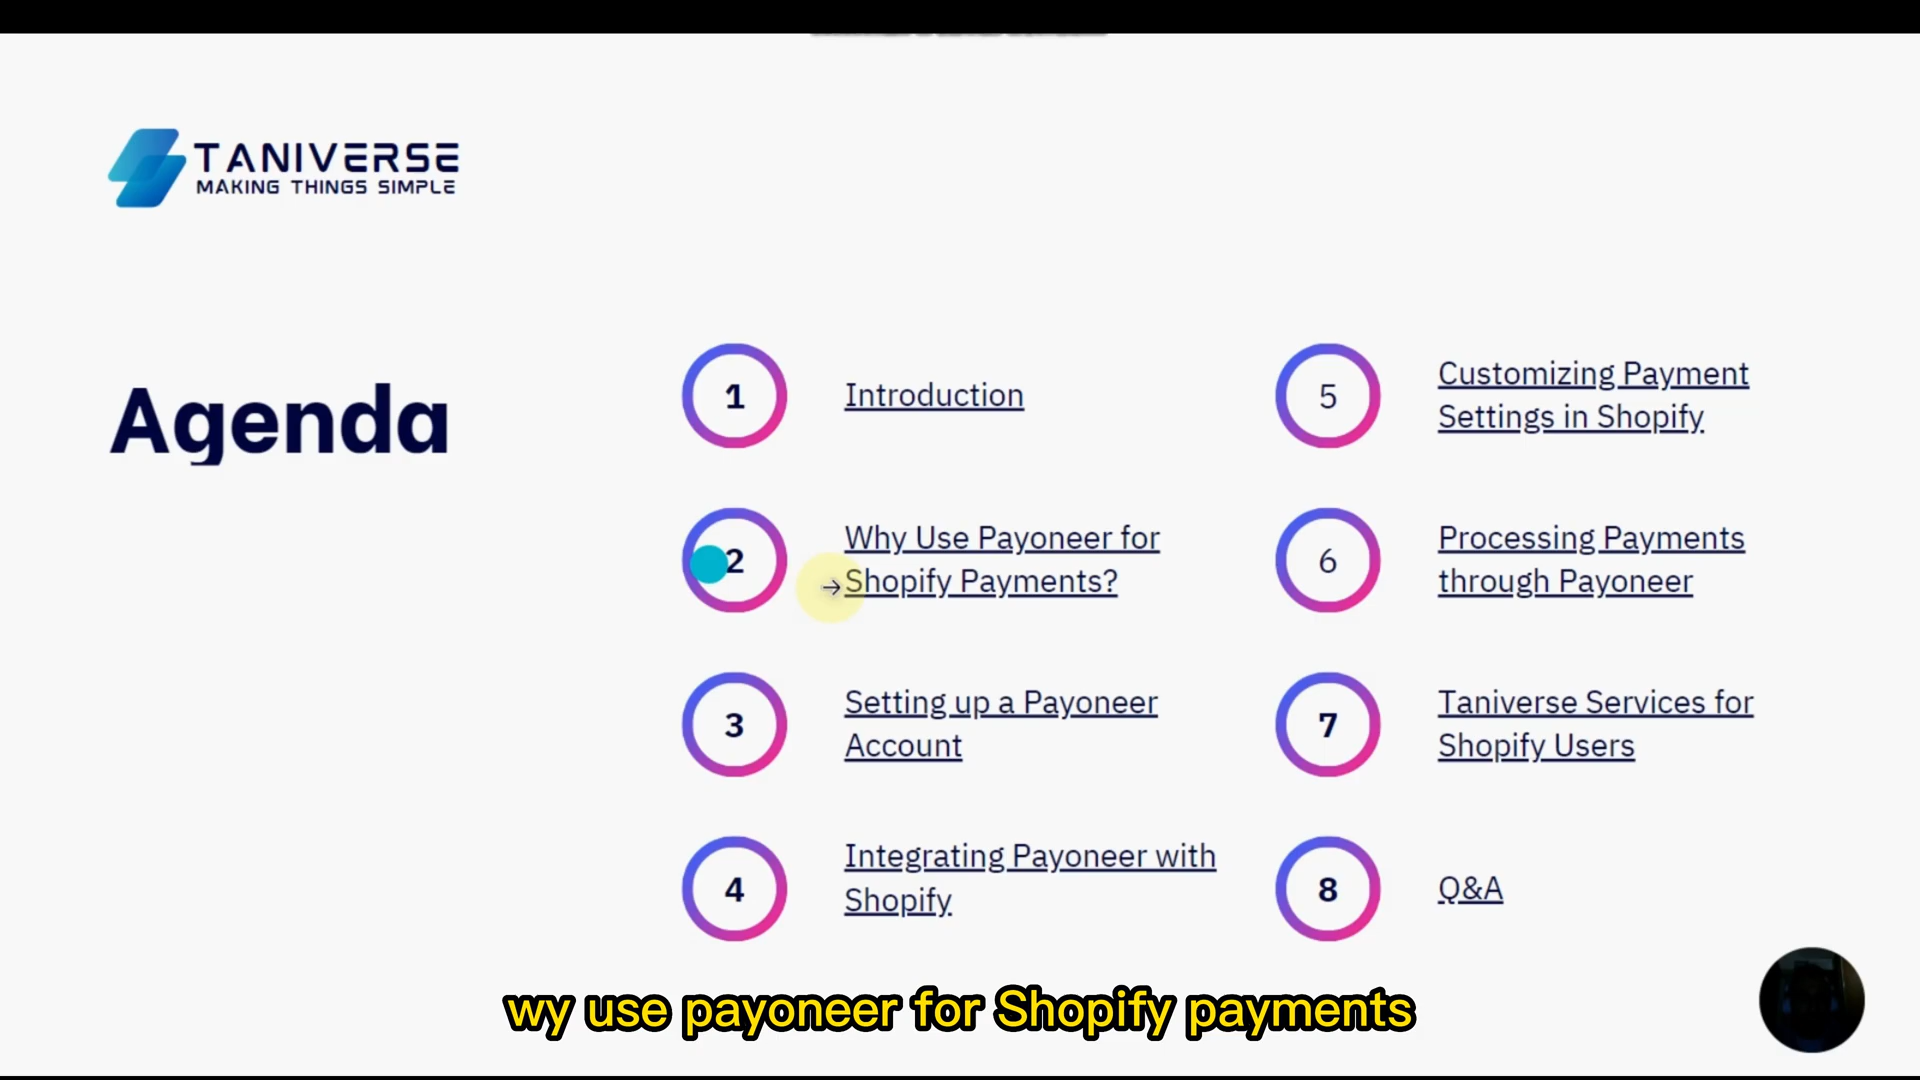 TANIVERSE
MAKING THINGS SIMPLE
Agenda
1
Introduction
2
Why Use Payoneer for
Shopify Payments?
3
Setting up a Payoneer
Account
4
Integrating Payoneer with
Shopify
5
Customizing Payment
Settings in Shopify
6
Processing Payments
through Payoneer
7
Taniverse Services for
Shopify Users
8
Q&A
wy use payoneer for Shopify payments